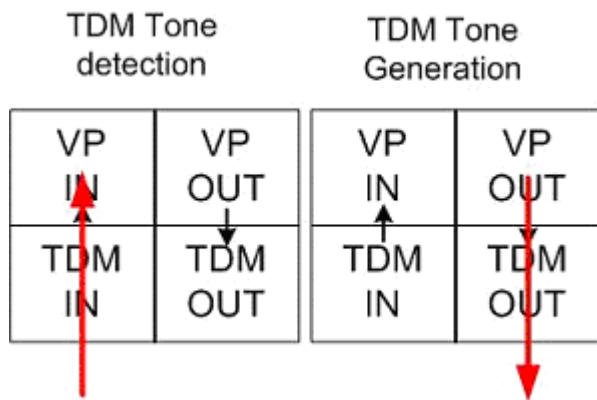 TDM Tone
detection
TDM Tone
Generation
VP
IN
VP
OUT
VP
IN
VP
OUT
TDM
IN
TDM
OUT
TDM
IN
TDM
OUT